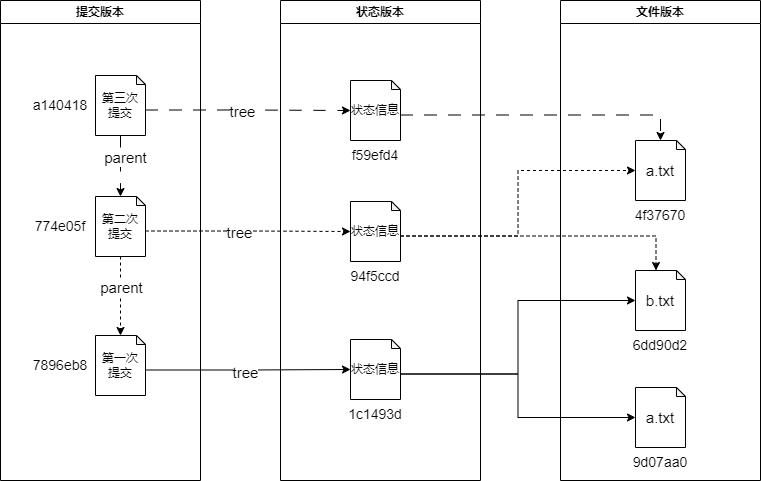 提交版本
状态版本
文件版本
a140418
第三次
提交
tree
状态信息
f59efd4
parent
a.txt
4f37670
774e05f
第二次
提交
tree
状态信息
94f5ccd
parent
b.txt
6dd90d2
7896eb8
第一次
提交
tree
状态信息
1c1493d
a.txt
9d07aa0